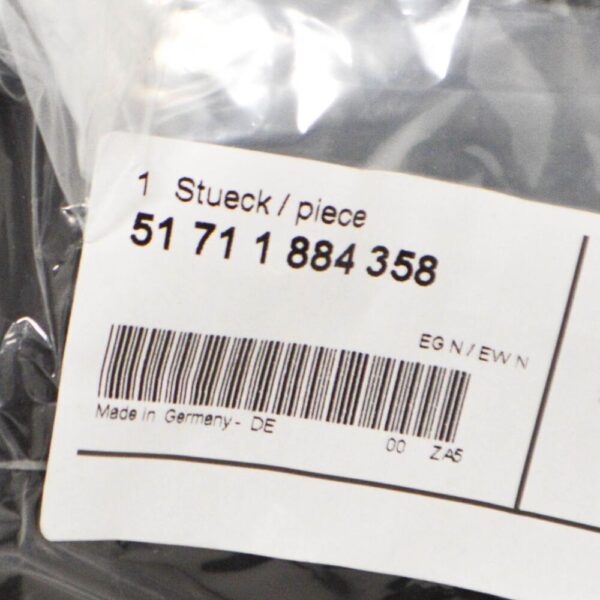 1 Stueck / piece
51 71 1 884 358
EG N / EW N
Made in Germany - DE 00 ZA5